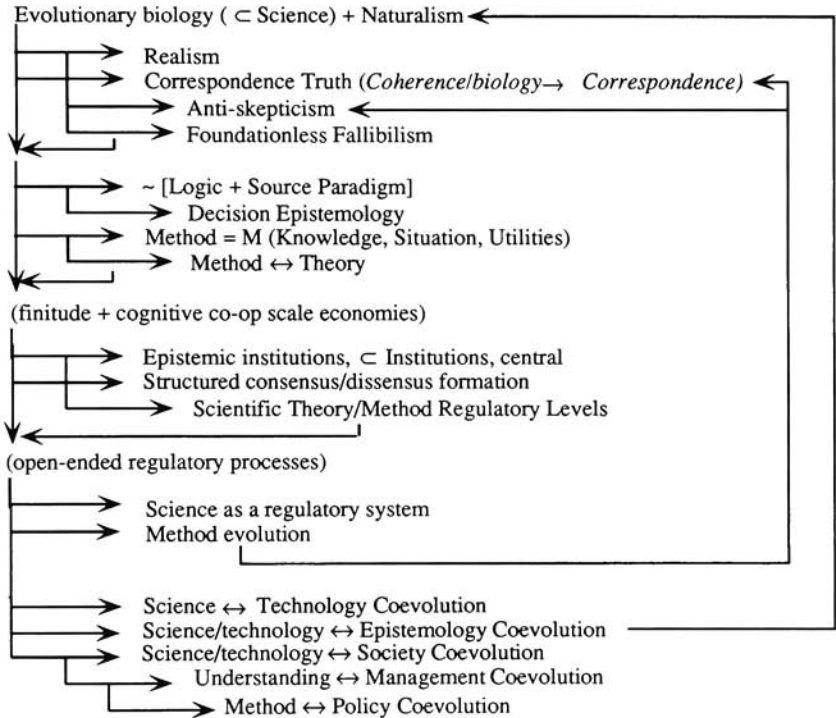 Evolutionary biology ( ⊂ Science) + Naturalism
Realism
Correspondence Truth (Coherence/biology→ Correspondence)
Anti-skepticism
Foundationless Fallibilism
~ [Logic + Source Paradigm]
Decision Epistemology
Method = M (Knowledge, Situation, Utilities)
Method ↔ Theory
(finitude + cognitive co-op scale economies)
Epistemic institutions, ⊂ Institutions, central
Structured consensus/dissensus formation
Scientific Theory/Method Regulatory Levels
(open-ended regulatory processes)
Science as a regulatory system
Method evolution
Science ↔ Technology Coevolution
Science/technology ↔ Epistemology Coevolution
Science/technology ↔ Society Coevolution
Understanding ↔ Management Coevolution
Method ↔ Policy Coevolution